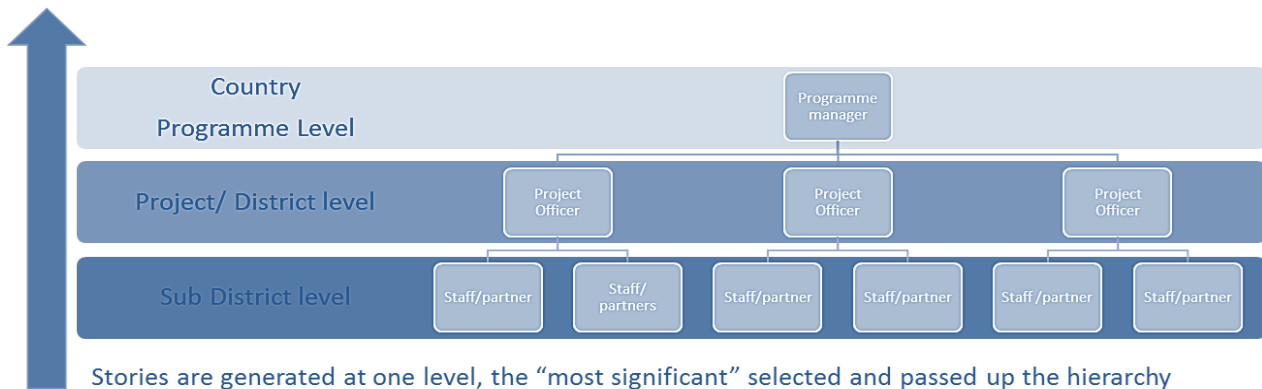 Country
Programme Level
Programme
manager
Project/ District level
Project
Officer
Project
Officer
Project
Officer
Sub District level
Staff/partner
Staff/
partners
Staff/partner
Staff/partner
Staff/partner
Staff/partner
Stories are generated at one level, the “most significant” selected and passed up the hierarchy